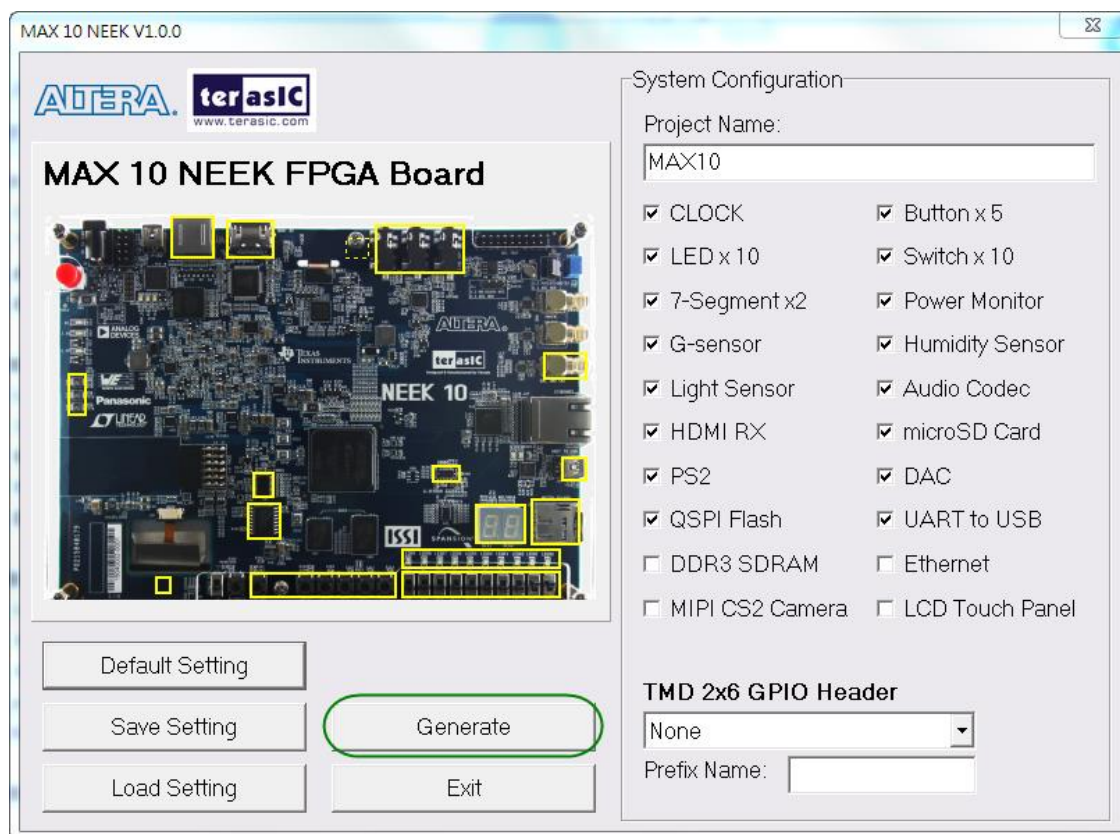 MAX 10 NEEK V1.0.0
ALTERA.
terasIC
www.terasic.com
MAX 10 NEEK FPGA Board
ANALOG DEVICES
TEXAS INSTRUMENTS
ALTERA.
terasIC
NEEK 10
Panasonic
LINEAR
ISSI
SPANSION
Default Setting
Save Setting
Generate
Load Setting
Exit
System Configuration
Project Name:
MAX10
CLOCK
Button x 5
LED x 10
Switch x 10
7-Segment x2
Power Monitor
G-sensor
Humidity Sensor
Light Sensor
Audio Codec
HDMI RX
microSD Card
PS2
DAC
QSPI Flash
UART to USB
DDR3 SDRAM
Ethernet
MIPI CS2 Camera
LCD Touch Panel
TMD 2x6 GPIO Header
None
Prefix Name: